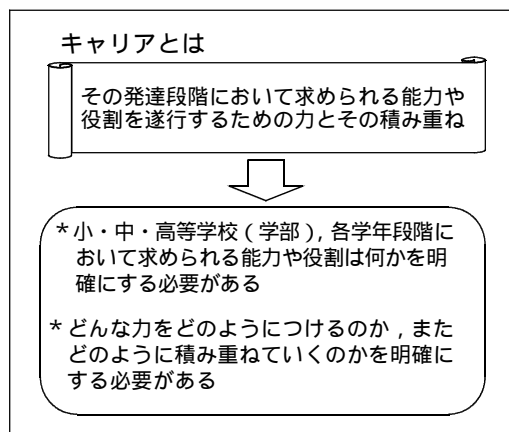 キャリアとは
その発達段階において求められる能力や
役割を遂行するための力とその積み重ね
*小・中・高等学校(学部),各学年段階に
おいて求められる能力や役割は何かを明
確にする必要がある
*どんな力をどのようにつけるのか,また
どのように積み重ねていくのかを明確に
する必要がある